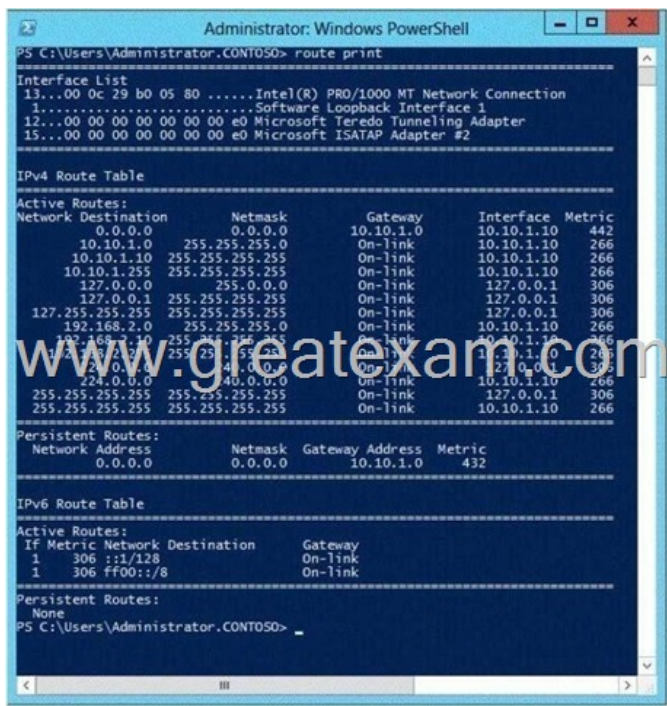 Administrator: Windows PowerShell
PS C:\Users\Administrator.CONTOSO> route print
Interface List
13...00 0c 29 b0 05 80 ......Intel(R) PRO/1000 MT Network Connection
1...........................Software Loopback Interface 1
12...00 00 00 00 00 00 00 e0 Microsoft Teredo Tunneling Adapter
15...00 00 00 00 00 00 00 e0 Microsoft ISATAP Adapter #2
IPv4 Route Table
Active Routes:
Network Destination Netmask Gateway Interface Metric
0.0.0.0 0.0.0.0 10.10.1.0 10.10.1.10 442
10.10.1.0 255.255.255.0 On-link 10.10.1.10 266
10.10.1.10 255.255.255.255 On-link 10.10.1.10 266
10.10.1.255 255.255.255.255 On-link 10.10.1.10 266
127.0.0.0 255.0.0.0 On-link 127.0.0.1 306
127.0.0.1 255.255.255.255 On-link 127.0.0.1 306
127.255.255.255 255.255.255.255 On-link 127.0.0.1 306
192.168.2.0 255.255.255.0 On-link 10.10.1.10 266
www.greatexam.com
224.0.0.0 240.0.0.0 On-link 10.10.1.10 266
255.255.255.255 255.255.255.255 On-link 127.0.0.1 306
255.255.255.255 255.255.255.255 On-link 10.10.1.10 266
Persistent Routes:
Network Address Netmask Gateway Address Metric
0.0.0.0 0.0.0.0 10.10.1.0 432
IPv6 Route Table
Active Routes:
If Metric Network Destination Gateway
1 306 ::1/128 On-link
1 306 ff00::/8 On-link
Persistent Routes:
None
PS C:\Users\Administrator.CONTOSO> _